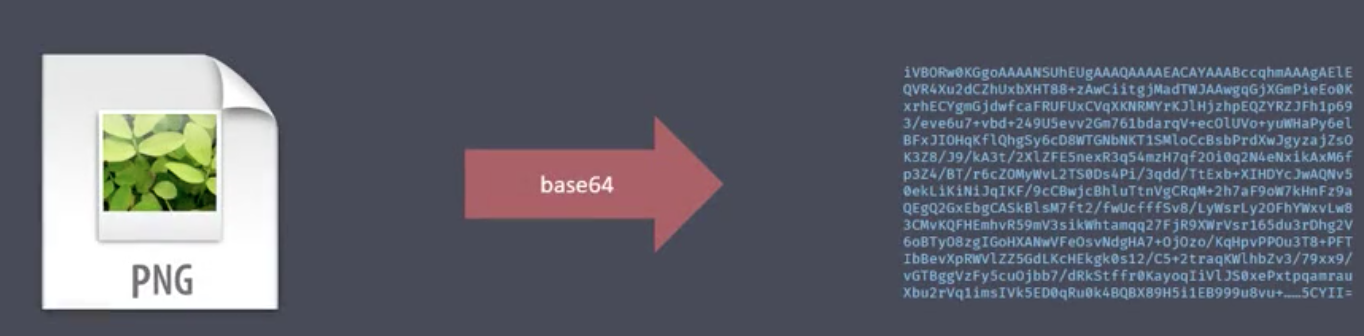 PNG
base64
iVBORw0KGgoAAAANSUhEUgAAAQAAAAEACAYAAABccqhmAAAgAElE
QVR4Xu2dCZhUxbXHT88+zAwCiitgjMadTWJAAwgqGjXGmPieEo0K
xrhECYgmGjdwfcaFRUFUxCVqXKNRMYrKJlHjzhpEQZYRZJFh1p69
3/eve6u7+vbd+249U5evv2Gm761bdarqV+ecOlUVo+yuWHaPy6el
BFxJIOHqKflQhgSy6cD8WTGNbNKT1SMloCcBsbPrdXwJgyzajZsO
K3Z8/J9/kA3t/2XlZFE5nexR3q54mzH7qf2Oi0q2N4eNxikAxM6f
p3Z4/BT/r6cZOMyWvL2TS0Ds4Pi/3qdd/TtExb+XIHDYcJwAQNv5
0ekLiKiNiJqIKF/9cCBwjcBhluTtnVgCRqM+2h7aF9oW7kHnFz9a
QEgQ2GxEbgCASkBlsM7ft2/fwUcfffSv8/LyWsrLy2OFhYWxvLw8
3CMvKQFHEmhvR59mV3sikWhtamqq27FjR9XWrVsr165du3rDhg2V
6oBTyO8zgIGoHXANwVFeOsvNdgHA7+OjOzo/KqHpvPPOu3T8+PFT
IbBevXpRWVlZZ5GdLKcHEkgk0s12/C5+2traqKWlhbZv3/79xx9/
vGTBggVzFy5cuOjbb7/dRkStffr0KayoqIiVlJS0xePxtpqamrau
Xbu2rVq1imsIVk5ED0qRu0k4BQBX89H5i1EB999u8vu+……5CYII=